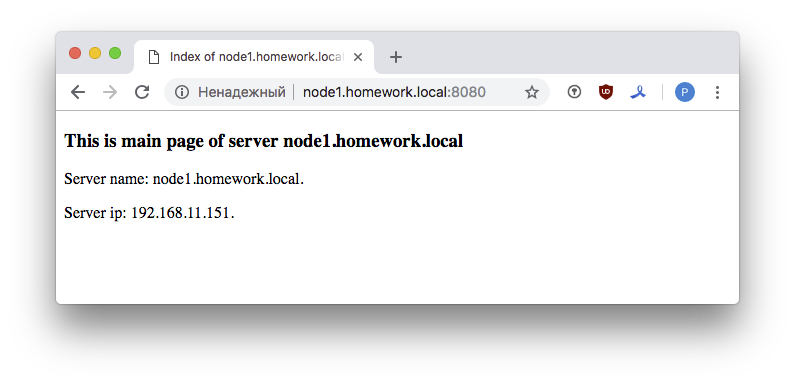 Index of node1.homework.loca
Ненадежный node1.homework.local:8080
P
This is main page of server node1.homework.local
Server name: node1.homework.local.
Server ip: 192.168.11.151.